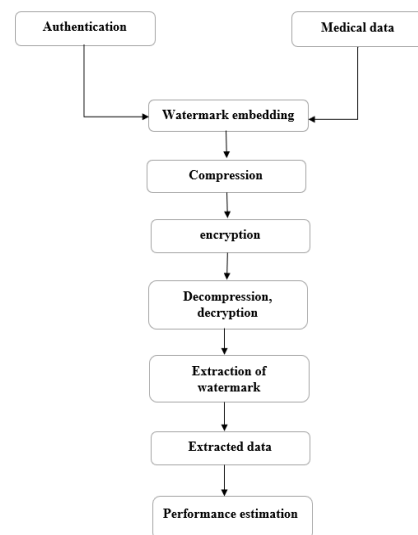 Authentication
Medical data
Watermark embedding
Compression
encryption
Decompression,
decryption
Extraction of
watermark
Extracted data
Performance estimation